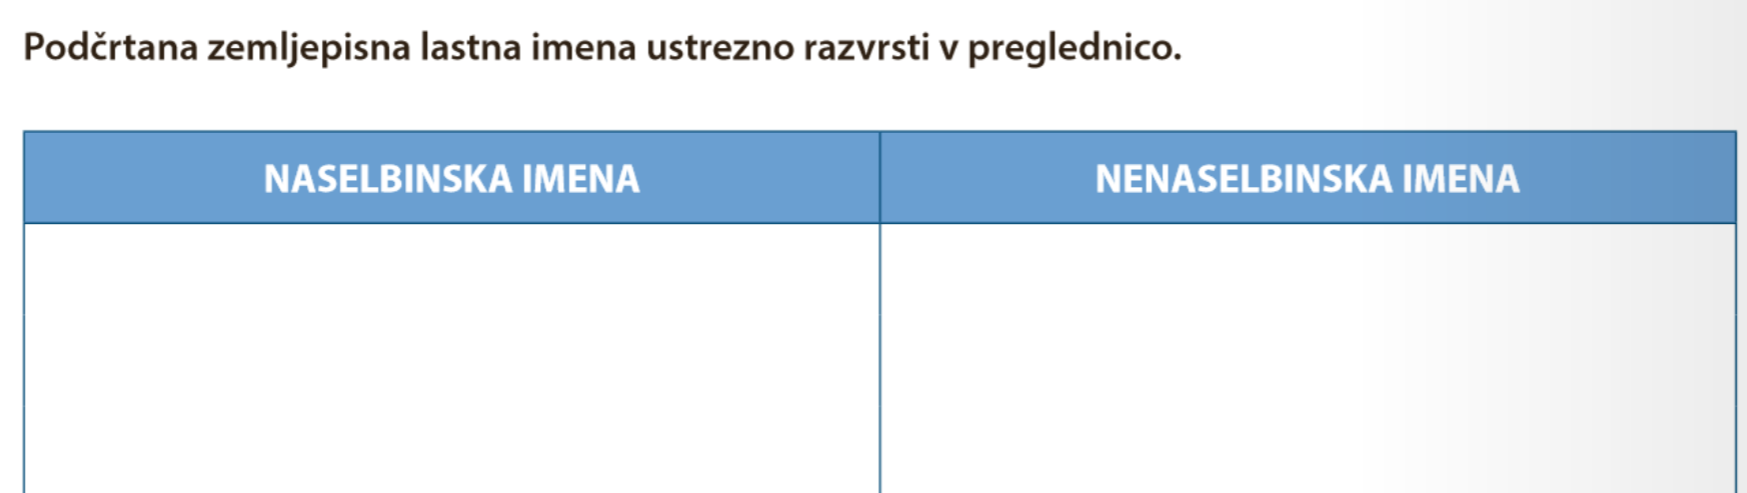 Podčrtana zemljepisna lastna imena ustrezno razvrsti v preglednico.
NASELBINSKA IMENA
NENASELBINSKA IMENA